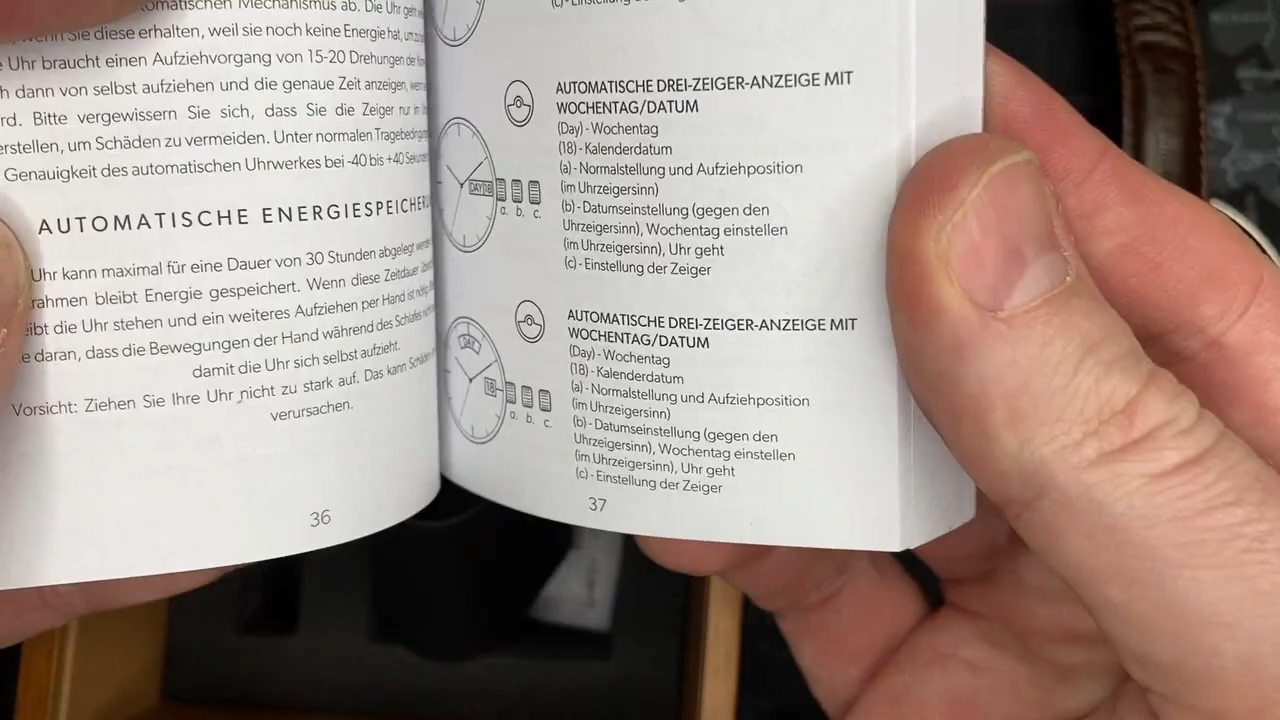 omatischen Mechanismus ab. Die Uhr geht
wenn Sie diese erhalten, weil sie noch keine Energie hat,
Uhr braucht einen Aufziehvorgang von 15-20 Drehungen der
h dann von selbst aufziehen und die genaue Zeit anzeigen,
rd. Bitte vergewissern Sie sich, dass Sie die Zeiger nur im
erstellen, um Schäden zu vermeiden. Unter normalen
Genauigkeit des automatischen Uhrwerkes bei -40 bis +40
AUTOMATISCHE ENERGIESPEICHER
Uhr kann maximal für eine Dauer von 30 Stunden abgelegt
rahmen bleibt Energie gespeichert. Wenn diese Zeitdauer
eibt die Uhr stehen und ein weiteres Aufziehen per Hand ist
e daran, dass die Bewegungen der Hand während des Schlafes
damit die Uhr sich selbst aufzieht.
Vorsicht: Ziehen Sie Ihre Uhr nicht zu stark auf. Das kann
verursachen.
36
AUTOMATISCHE DREI-ZEIGER-ANZEIGE MIT
WOCHENTAG/DATUM
(Day) - Wochentag
(18) - Kalenderdatum
(a) - Normalstellung und Aufziehposition
(im Uhrzeigersinn)
(b) - Datumseinstellung (gegen den
Uhrzeigersinn), Wochentag einstellen
(im Uhrzeigersinn), Uhr geht
(c) - Einstellung der Zeiger
DAY 18
a. b. c.
AUTOMATISCHE DREI-ZEIGER-ANZEIGE MIT
WOCHENTAG/DATUM
(Day) - Wochentag
(18) - Kalenderdatum
(a) - Normalstellung und Aufziehposition
(im Uhrzeigersinn)
(b) - Datumseinstellung (gegen den
Uhrzeigersinn), Wochentag einstellen
(im Uhrzeigersinn), Uhr geht
(c) - Einstellung der Zeiger
DAY
18
a. b. c.
37